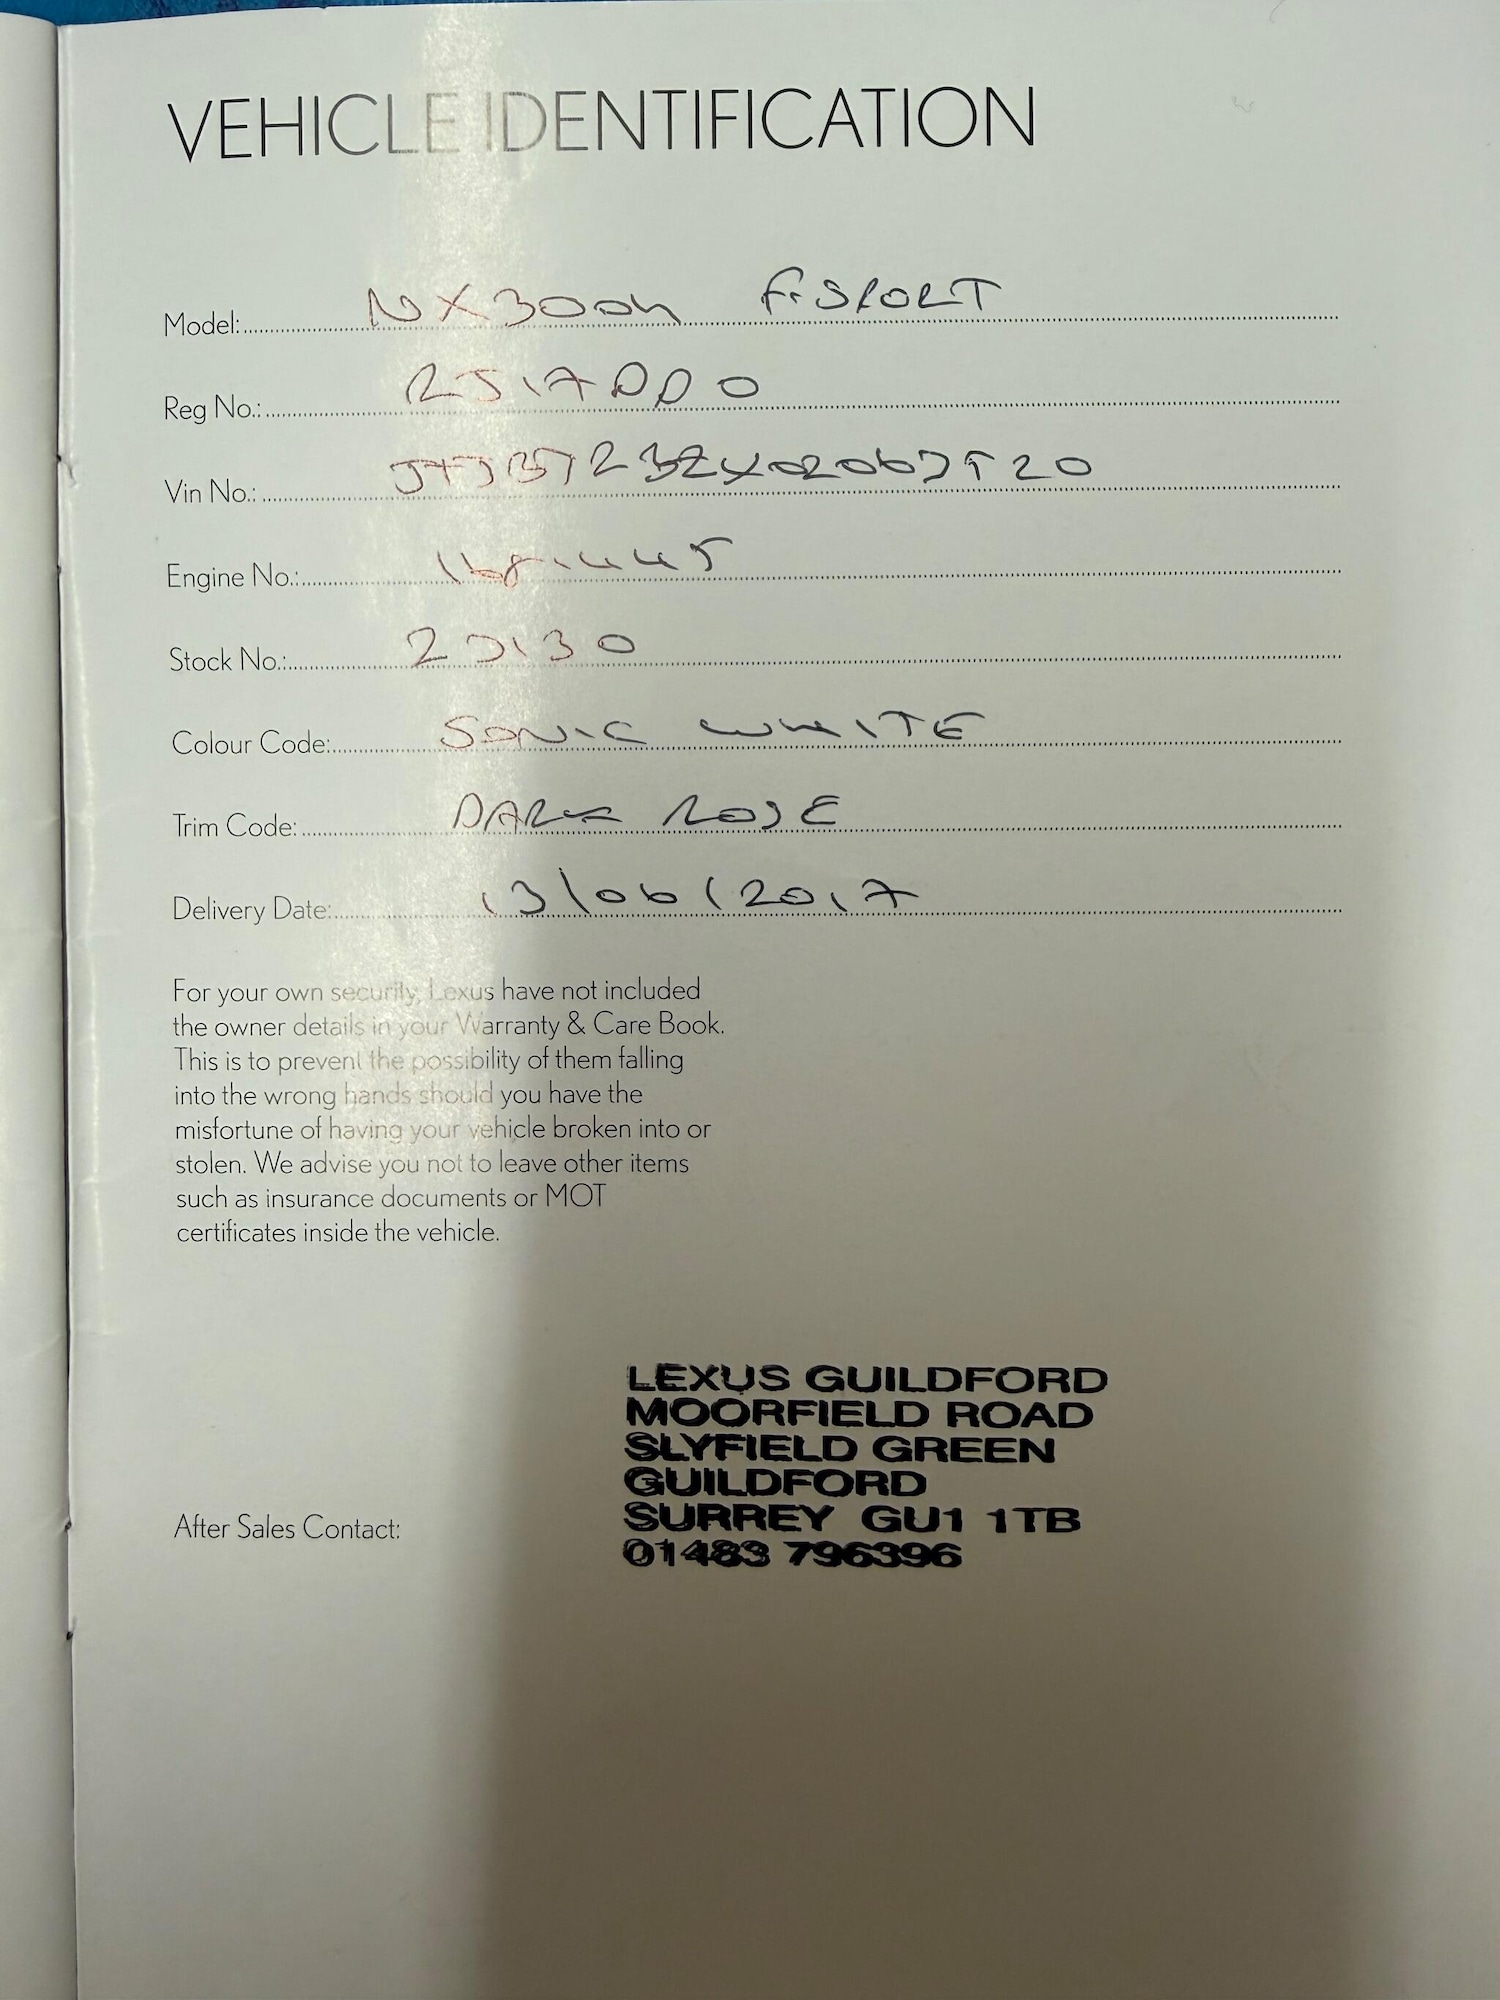 VEHICLE IDENTIFICATION
Model: NX300h F-SPORT
Reg No.: RJ17DDO
Vin No.:
Engine No.:
Stock No.: 25130
Colour Code: SONIC WHITE
Trim Code: DARK ROSE
Delivery Date: 13/06/2017
For your own security, Lexus have not included
the owner details in your Warranty & Care Book.
This is to prevent the possibility of them falling
into the wrong hands should you have the
misfortune of having your vehicle broken into or
stolen. We advise you not to leave other items
such as insurance documents or MOT
certificates inside the vehicle.
LEXUS GUILDFORD
MOORFIELD ROAD
SLYFIELD GREEN
GUILDFORD
SURREY GU1 1TB
After Sales Contact:
01483 796396